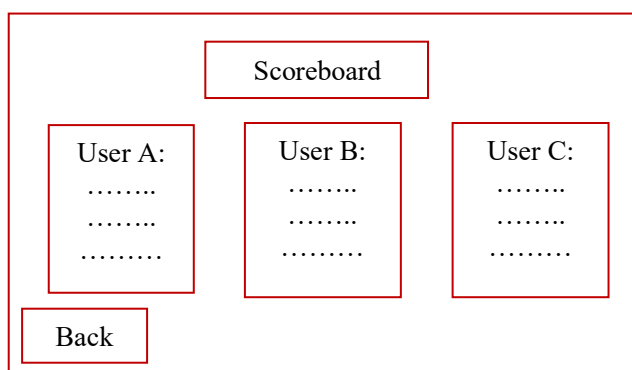 Scoreboard
User A:
……..
……..
………
User B:
……..
……..
………
User C:
……..
……..
………
Back